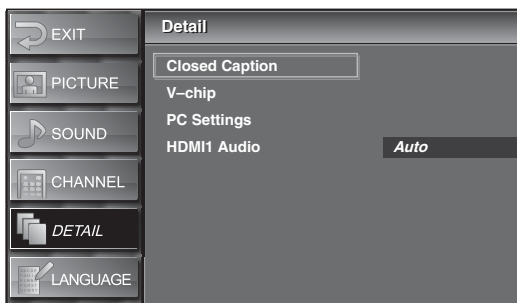 EXIT
PICTURE
SOUND
CHANNEL
DETAIL
LANGUAGE
Detail
Closed Caption
V–chip
PC Settings
HDMI1 Audio Auto